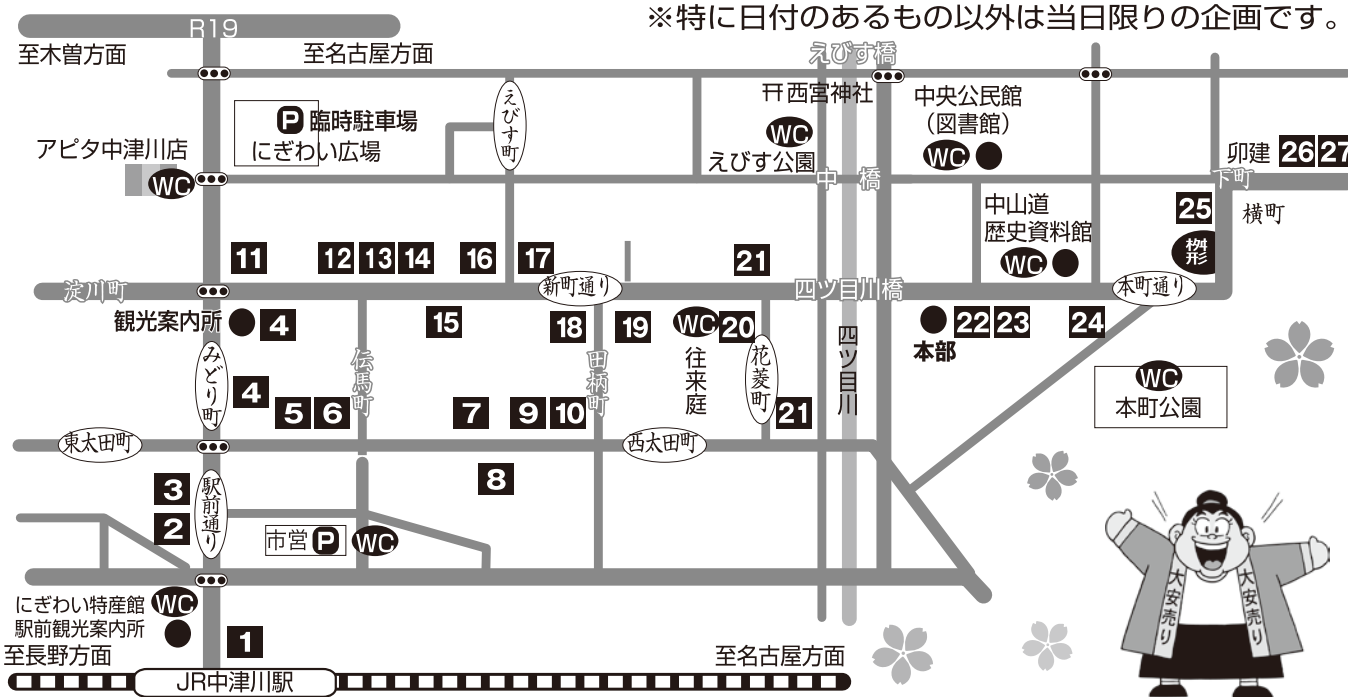 ※特に日付のあるもの以外は当日限りの企画です。
R19
至木曽方面
至名古屋方面
えびす橋
P 臨時駐車場
にぎわい広場
えびす町
西宮神社
WC
えびす公園
中央公民館
(図書館)
WC
アピタ中津川店
WC
中 橋
卯建 26 27
下町
25
横町
桝形
中山道
歴史資料館
WC
11
12 13 14
16
17
21
淀川町
新町通り
四ツ目川橋
本町通り
観光案内所
4
15
18
19
WC
20
往来庭
花菱町
四ツ目川
本部
22 23
24
みどり町
4
伝馬町
田柄町
5 6
7
9 10
21
WC
本町公園
東太田町
西太田町
3
2
駅前通り
8
市営 P
WC
にぎわい特産館
WC
駅前観光案内所
1
至長野方面
至名古屋方面
JR中津川駅
大安売り
大安売り